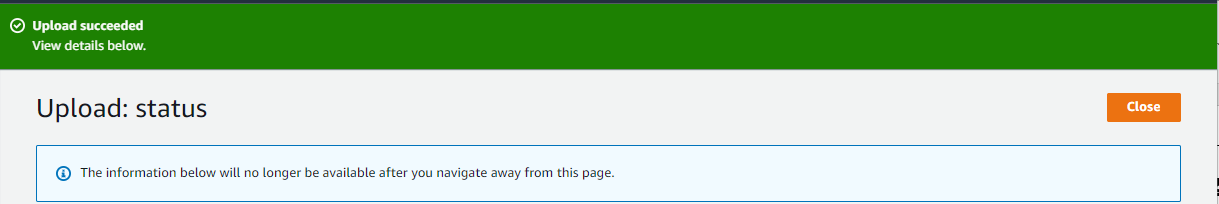 Upload succeeded
View details below.
Upload: status
Close
The information below will no longer be available after you navigate away from this page.